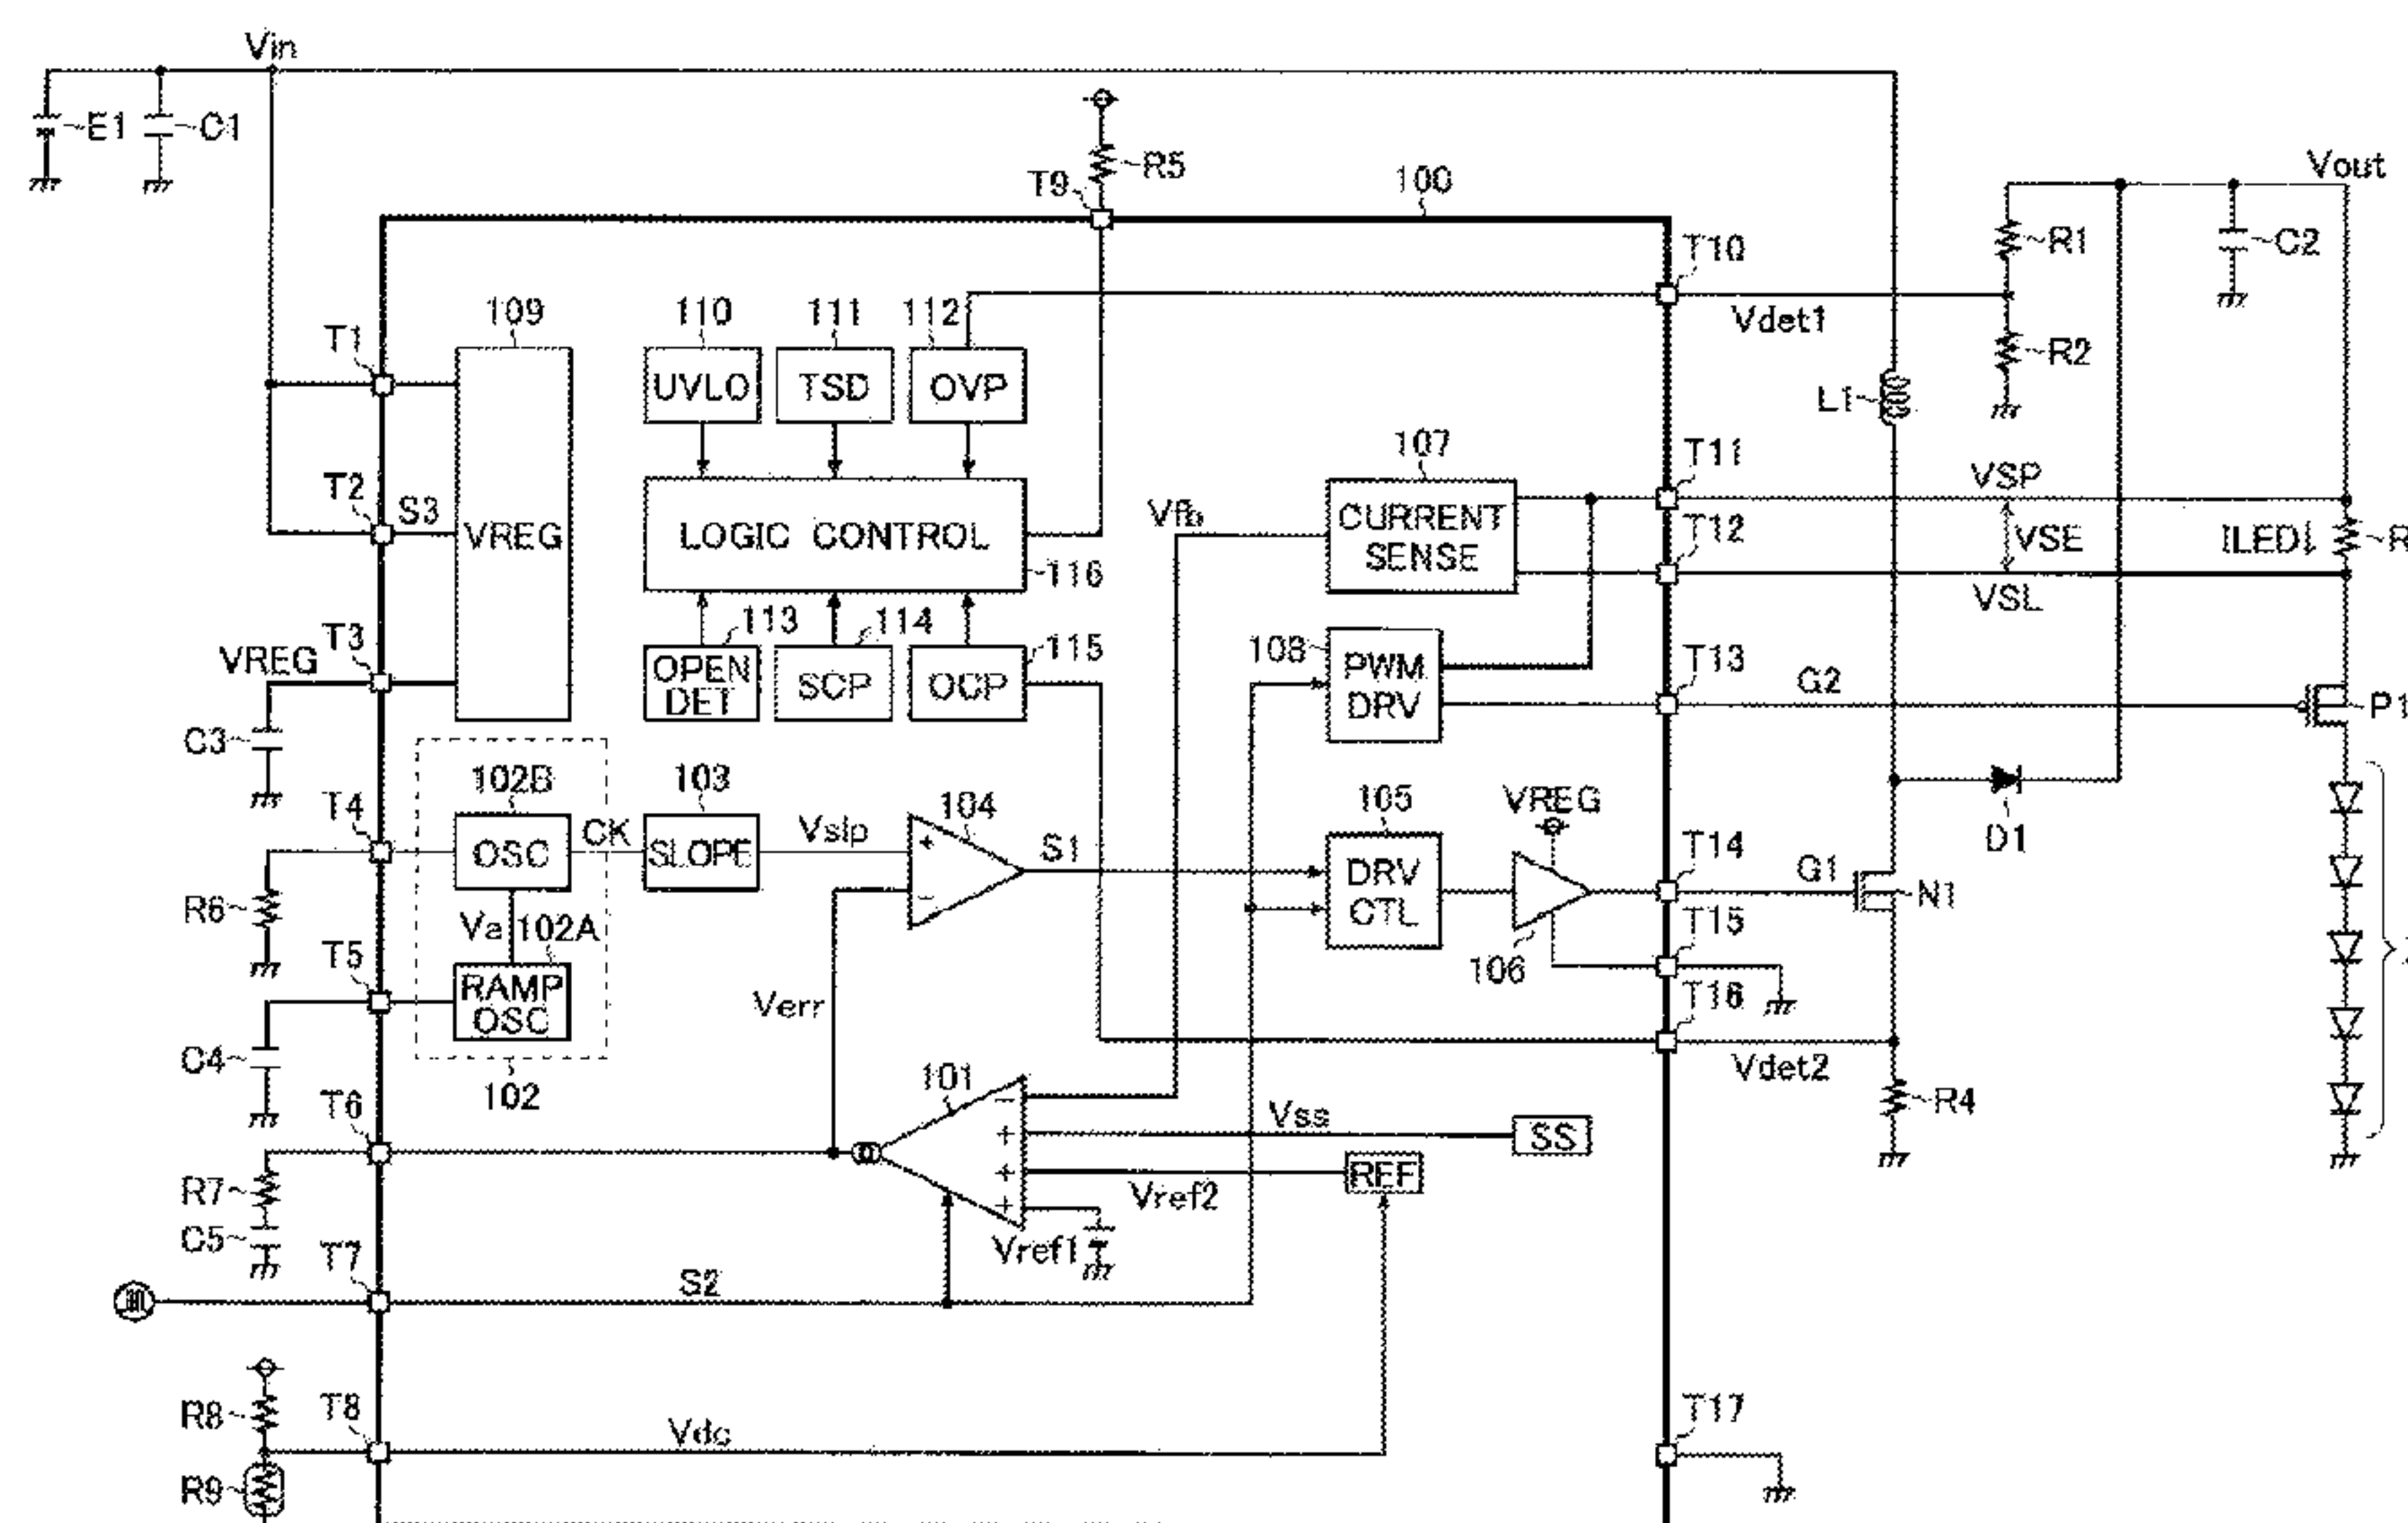 Vin
E1
C1
R5
T9
100
Vout
R1
C2
T10
Vdet1
R2
109
110
111
112
T1
UVLO
TSD
OVP
L1
107
T11
VSP
T2
S3
VREG
LOGIC CONTROL
Vfb
CURRENT
SENSE
T12
VSE
ILED
R
116
VSL
T3
VREG
113
114
115
108
T13
OPEN
DET
SCP
OCP
PWM
DRV
G2
P1
C3
102B
103
104
105
VREG
T4
OSC
CK
SLOPE
Vslp
+
−
S1
DRV
CTL
T14
G1
N1
D1
R6
Va
102A
T5
RAMP
OSC
Verr
106
T15
T16
C4
102
101
Vdet2
R4
T6
−
Vss
SS
+
+
Vref2
REF
+
R7
C5
Vref1
T7
S2
R8
T8
Vdc
T17
R9